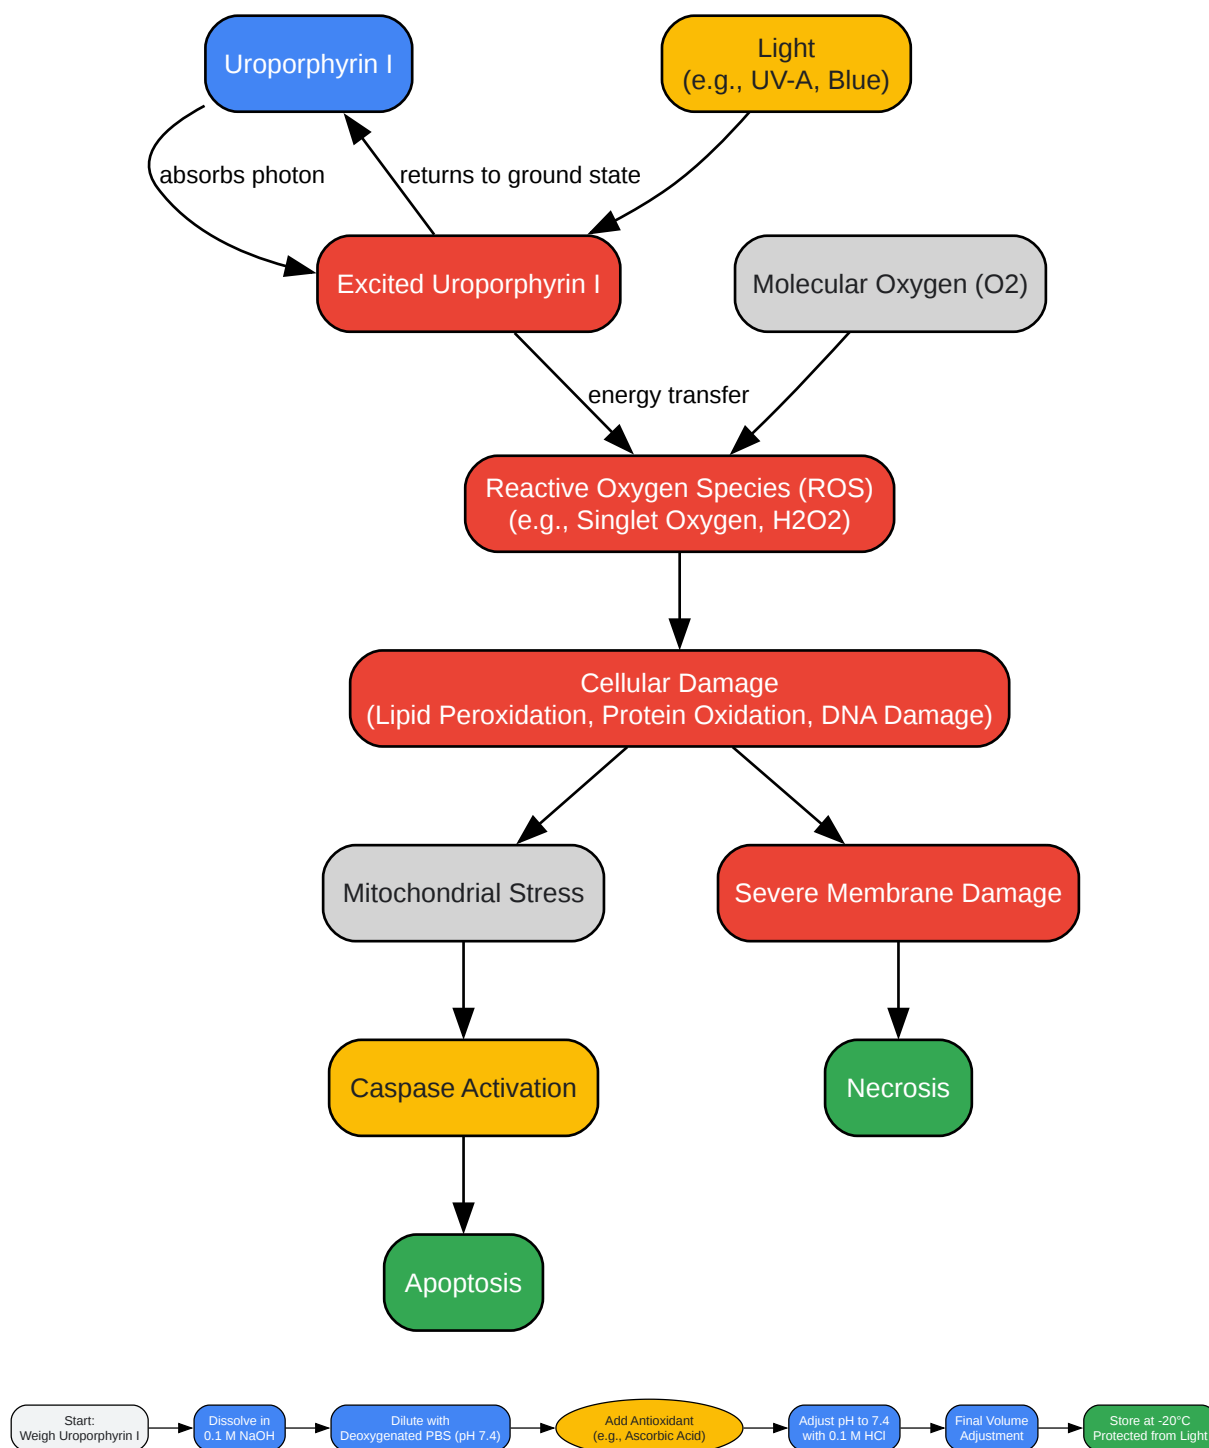 Uroporphyrin I
Light
(e.g., UV-A, Blue)
absorbs photon
returns to ground state
Excited Uroporphyrin I
Molecular Oxygen (O2)
energy transfer
Reactive Oxygen Species (ROS)
(e.g., Singlet Oxygen, H2O2)
Cellular Damage
(Lipid Peroxidation, Protein Oxidation, DNA Damage)
Mitochondrial Stress
Severe Membrane Damage
Caspase Activation
Necrosis
Apoptosis
Start:
Weigh Uroporphyrin I
Dissolve in
0.1 M NaOH
Dilute with
Deoxygenated PBS (pH 7.4)
Add Antioxidant
(e.g., Ascorbic Acid)
Adjust pH to 7.4
with 0.1 M HCl
Final Volume
Adjustment
Store at -20°C
Protected from Light